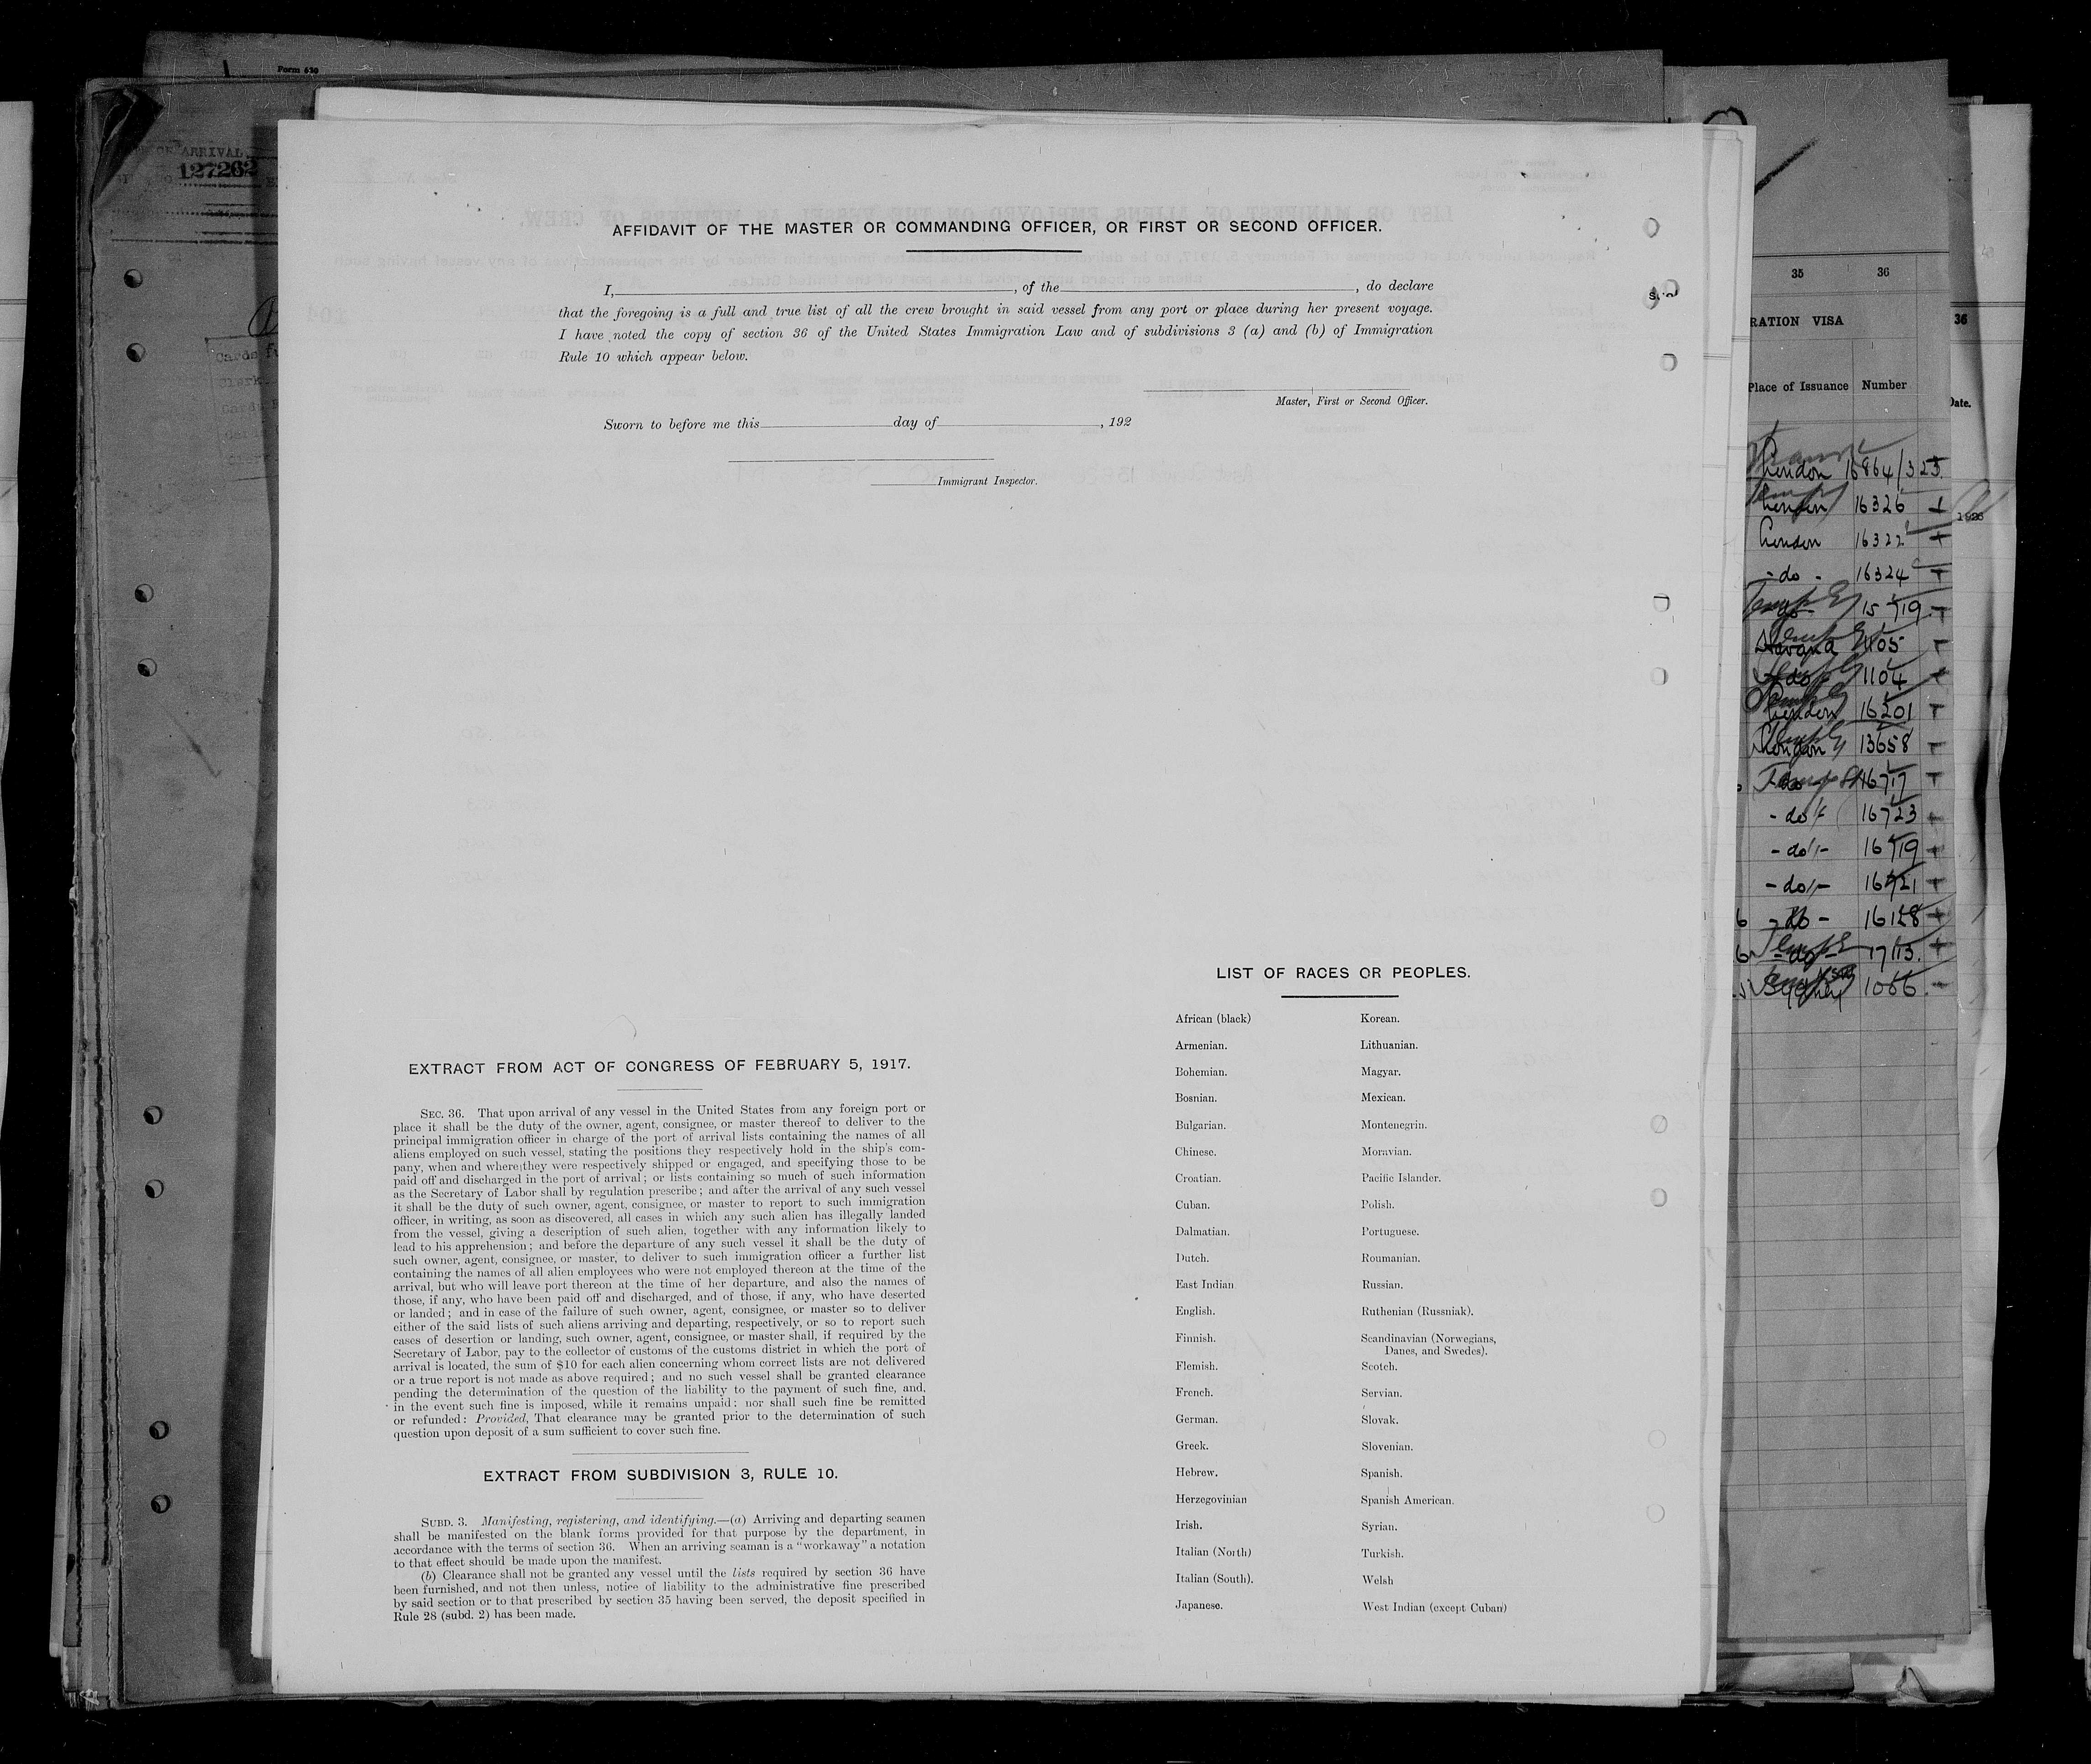 Form 630
OF ARRIVAL
127262
AFFIDAVIT OF THE MASTER OR COMMANDING OFFICER, OR FIRST OR SECOND OFFICER.
I,, of the, do declare
that the foregoing is a full and true list of all the crew brought in said vessel from any port or place during her present voyage.
I have noted the copy of section 36 of the United States Immigration Law and of subdivisions 3 (a) and (b) of Immigration
Rule 10 which appear below.
Master, First or Second Officer.
Sworn to before me this day of, 192
Immigrant Inspector.
EXTRACT FROM ACT OF CONGRESS OF FEBRUARY 5, 1917.
SEC. 36. That upon arrival of any vessel in the United States from any foreign port or
place it shall be the duty of the owner, agent, consignee, or master thereof to deliver to the
principal immigration officer in charge of the port of arrival lists containing the names of all
aliens employed on such vessel, stating the positions they respectively hold in the ship's com-
pany, when and where they were respectively shipped or engaged, and specifying those to be
paid off and discharged in the port of arrival; or lists containing so much of such information
as the Secretary of Labor shall by regulation prescribe; and after the arrival of any such vessel
it shall be the duty of such owner, agent, consignee, or master to report to such immigration
officer, in writing, as soon as discovered, all cases in which any such alien has illegally landed
from the vessel, giving a description of such alien, together with any information likely to
lead to his apprehension; and before the departure of any such vessel it shall be the duty of
such owner, agent, consignee, or master, to deliver to such immigration officer a further list
containing the names of all alien employees who were not employed thereon at the time of the
arrival, but who will leave port thereon at the time of her departure, and also the names of
those, if any, who have been paid off and discharged, and of those, if any, who have deserted
or landed; and in case of the failure of such owner, agent, consignee, or master so to deliver
either of the said lists of such aliens arriving and departing, respectively, or so to report such
cases of desertion or landing, such owner, agent, consignee, or master shall, if required by the
Secretary of Labor, pay to the collector of customs of the customs district in which the port of
arrival is located, the sum of $10 for each alien concerning whom correct lists are not delivered
or a true report is not made as above required; and no such vessel shall be granted clearance
pending the determination of the question of the liability to the payment of such fine, and,
in the event such fine is imposed, while it remains unpaid; nor shall such fine be remitted
or refunded: Provided, That clearance may be granted prior to the determination of such
question upon deposit of a sum sufficient to cover such fine.
EXTRACT FROM SUBDIVISION 3, RULE 10.
SUBD. 3. Manifesting, registering, and identifying.—(a) Arriving and departing seamen
shall be manifested on the blank forms provided for that purpose by the department, in
accordance with the terms of section 36. When an arriving seaman is a "workaway" a notation
to that effect should be made upon the manifest.
(b) Clearance shall not be granted any vessel until the lists required by section 36 have
been furnished, and not then unless, notice of liability to the administrative fine prescribed
by said section or to that prescribed by section 35 having been served, the deposit specified in
Rule 28 (subd. 2) has been made.
LIST OF RACES OR PEOPLES.
African (black)
Armenian.
Bohemian.
Bosnian.
Bulgarian.
Chinese.
Croatian.
Cuban.
Dalmatian.
Dutch.
East Indian
English.
Finnish.
Flemish.
French.
German.
Greek.
Hebrew.
Herzegovinian
Irish.
Italian (North)
Italian (South).
Japanese.
Korean.
Lithuanian.
Magyar.
Mexican.
Montenegrin.
Moravian.
Pacific Islander.
Polish.
Portuguese.
Roumanian.
Russian.
Ruthenian (Russniak).
Scandinavian (Norwegians,
Danes, and Swedes).
Scotch.
Servian.
Slovak.
Slovenian.
Spanish.
Spanish American.
Syrian.
Turkish.
Welsh
West Indian (except Cuban)
35 36
RATION VISA 36
Place of Issuance Number
Date.
London 16864/325
London 16326
London 16322
- do - 16324
15719
Havana 1105
- do - 1104
London 16201
London 13658
- do 16717
- do - 16723
- do - 16719
- do - 16721
- do - 16128
- do - 17113
Sydney 1066